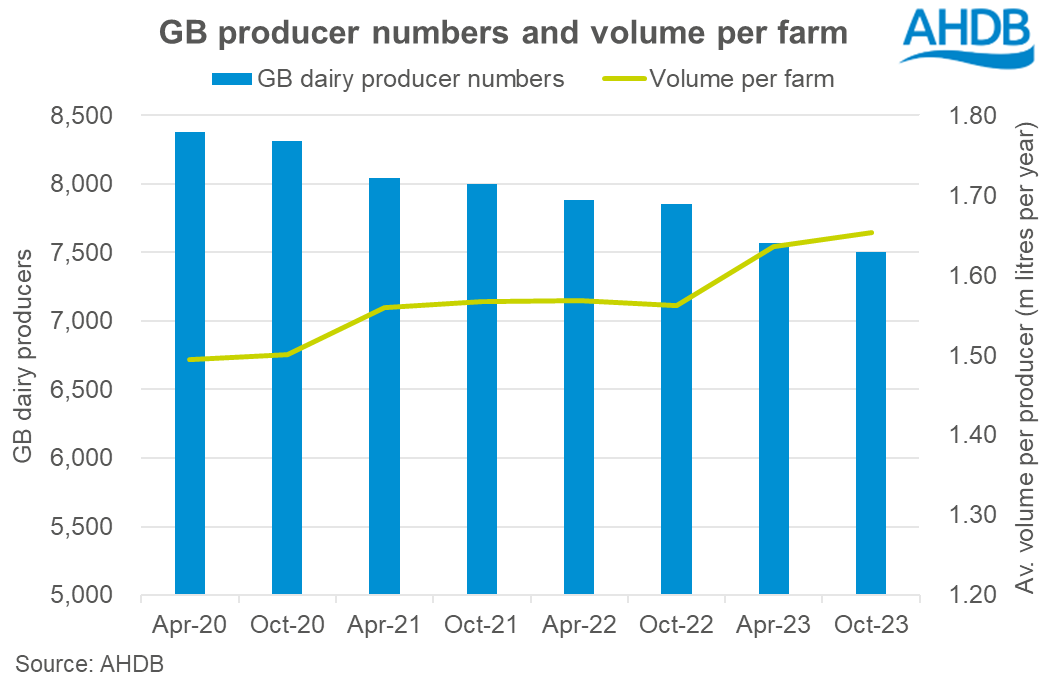 GB producer numbers and volume per farm
AHDB
GB dairy producer numbers
Volume per farm
GB dairy producers
8,500
8,000
7,500
7,000
6,500
6,000
5,500
5,000
1.80
1.70
1.60
1.50
1.40
1.30
1.20
Av. volume per producer (m litres per year)
Apr-20 Oct-20 Apr-21 Oct-21 Apr-22 Oct-22 Apr-23 Oct-23
Source: AHDB